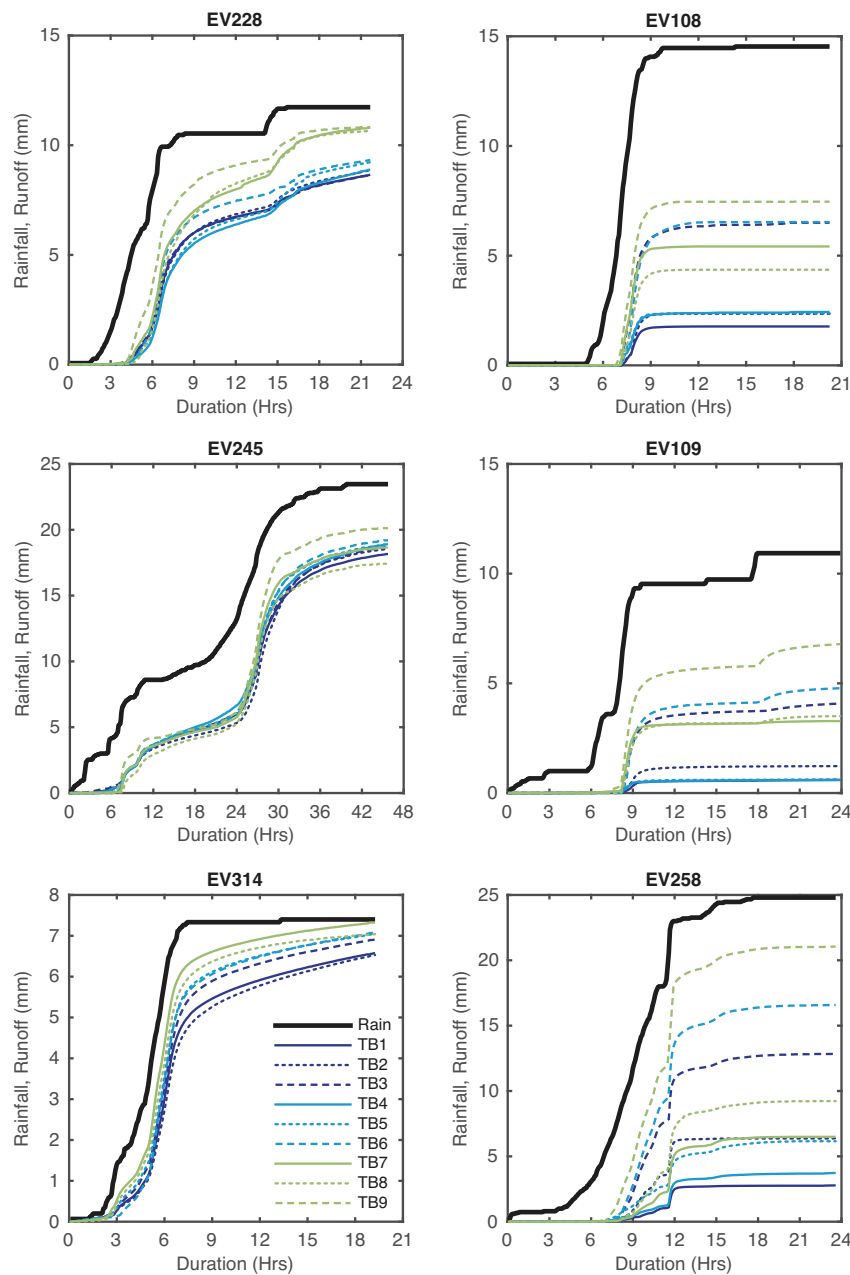 EV228
15
10
5
0
Rainfall, Runoff (mm)
0 3 6 9 12 15 18 21 24
Duration (Hrs)
EV108
15
10
5
0
Rainfall, Runoff (mm)
0 3 6 9 12 15 18 21
Duration (Hrs)
EV245
25
20
15
10
5
0
Rainfall, Runoff (mm)
0 6 12 18 24 30 36 42 48
Duration (Hrs)
EV109
15
10
5
0
Rainfall, Runoff (mm)
0 3 6 9 12 15 18 21 24
Duration (Hrs)
EV314
8
7
6
5
4
3
2
1
0
Rainfall, Runoff (mm)
Rain
TB1
TB2
TB3
TB4
TB5
TB6
TB7
TB8
TB9
0 3 6 9 12 15 18 21
Duration (Hrs)
EV258
25
20
15
10
5
0
Rainfall, Runoff (mm)
0 3 6 9 12 15 18 21 24
Duration (Hrs)